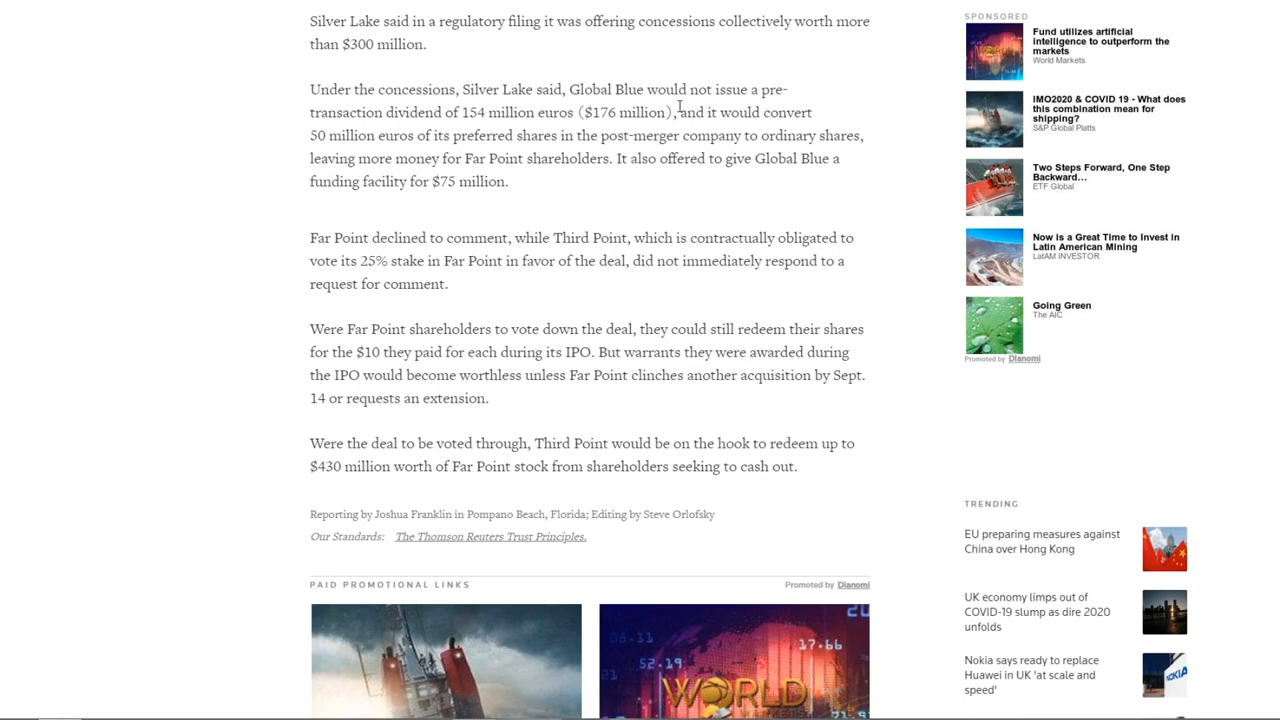 Silver Lake said in a regulatory filing it was offering concessions collectively worth more
than $300 million.
Under the concessions, Silver Lake said, Global Blue would not issue a pre-
transaction dividend of 154 million euros ($176 million), and it would convert
50 million euros of its preferred shares in the post-merger company to ordinary shares,
leaving more money for Far Point shareholders. It also offered to give Global Blue a
funding facility for $75 million.
Far Point declined to comment, while Third Point, which is contractually obligated to
vote its 25% stake in Far Point in favor of the deal, did not immediately respond to a
request for comment.
Were Far Point shareholders to vote down the deal, they could still redeem their shares
for the $10 they paid for each during its IPO. But warrants they were awarded during
the IPO would become worthless unless Far Point clinches another acquisition by Sept.
14 or requests an extension.
Were the deal to be voted through, Third Point would be on the hook to redeem up to
$430 million worth of Far Point stock from shareholders seeking to cash out.
Reporting by Joshua Franklin in Pompano Beach, Florida; Editing by Steve Orlofsky
Our Standards: The Thomson Reuters Trust Principles.
PAID PROMOTIONAL LINKS
Promoted by Dianomi
17.66
52.19
WORLD
SPONSORED
Fund utilizes artificial
intelligence to outperform the
markets
World Markets
IMO2020 & COVID 19 - What does
this combination mean for
shipping?
S&P Global Platts
Two Steps Forward, One Step
Backward...
ETF Global
Now is a Great Time to Invest in
Latin American Mining
LatAM INVESTOR
Going Green
The AIC
Promoted by Dianomi
TRENDING
EU preparing measures against
China over Hong Kong
UK economy limps out of
COVID-19 slump as dire 2020
unfolds
Nokia says ready to replace
Huawei in UK 'at scale and
speed'
NOKIA